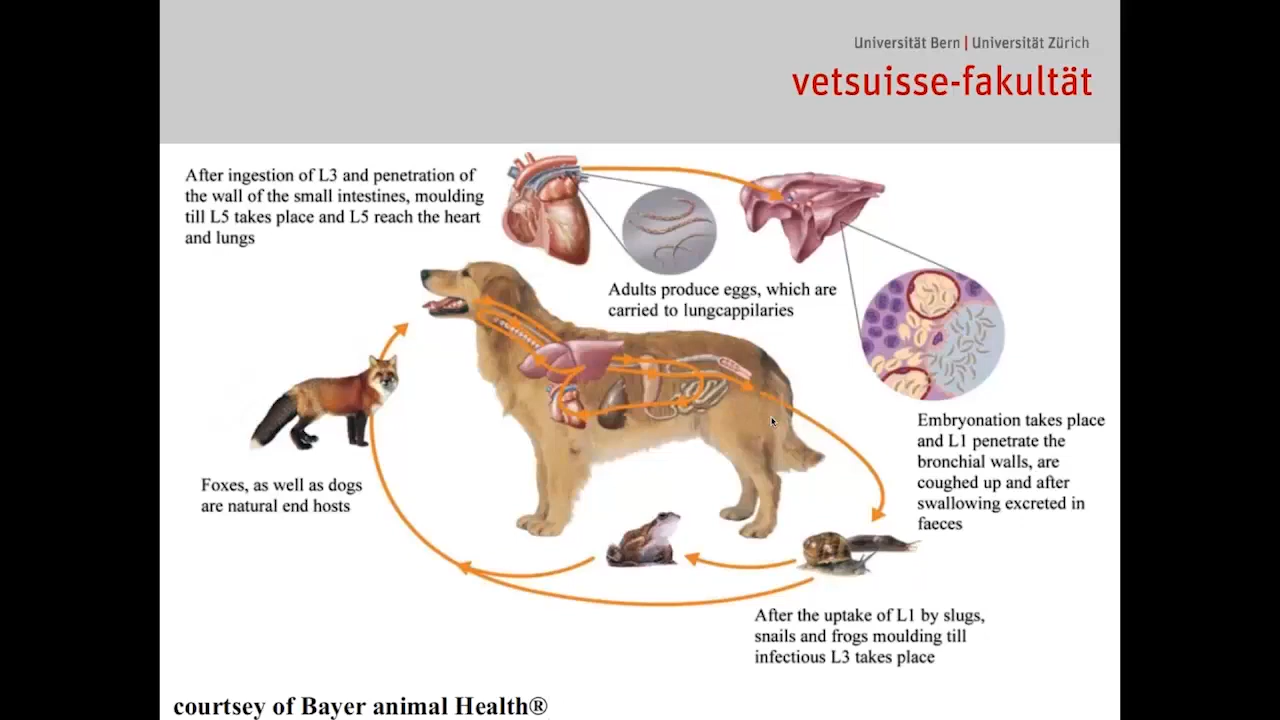 Universität Bern | Universität Zürich
vetsuisse-fakultät
After ingestion of L3 and penetration of
the wall of the small intestines, moulding
till L5 takes place and L5 reach the heart
and lungs
Adults produce eggs, which are
carried to lungcappilaries
Embryonation takes place
and L1 penetrate the
bronchial walls, are
coughed up and after
swallowing excreted in
faeces
Foxes, as well as dogs
are natural end hosts
After the uptake of L1 by slugs,
snails and frogs moulding till
infectious L3 takes place
courtsey of Bayer animal Health®